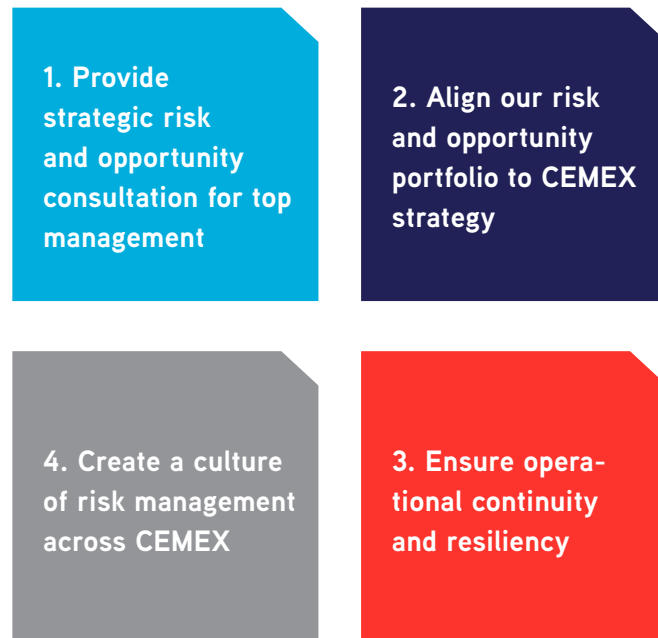 1. Provide
strategic risk
and opportunity
consultation for top
management
2. Align our risk
and opportunity
portfolio to CEMEX
strategy
3. Ensure opera-
tional continuity
and resiliency
4. Create a culture
of risk management
across CEMEX